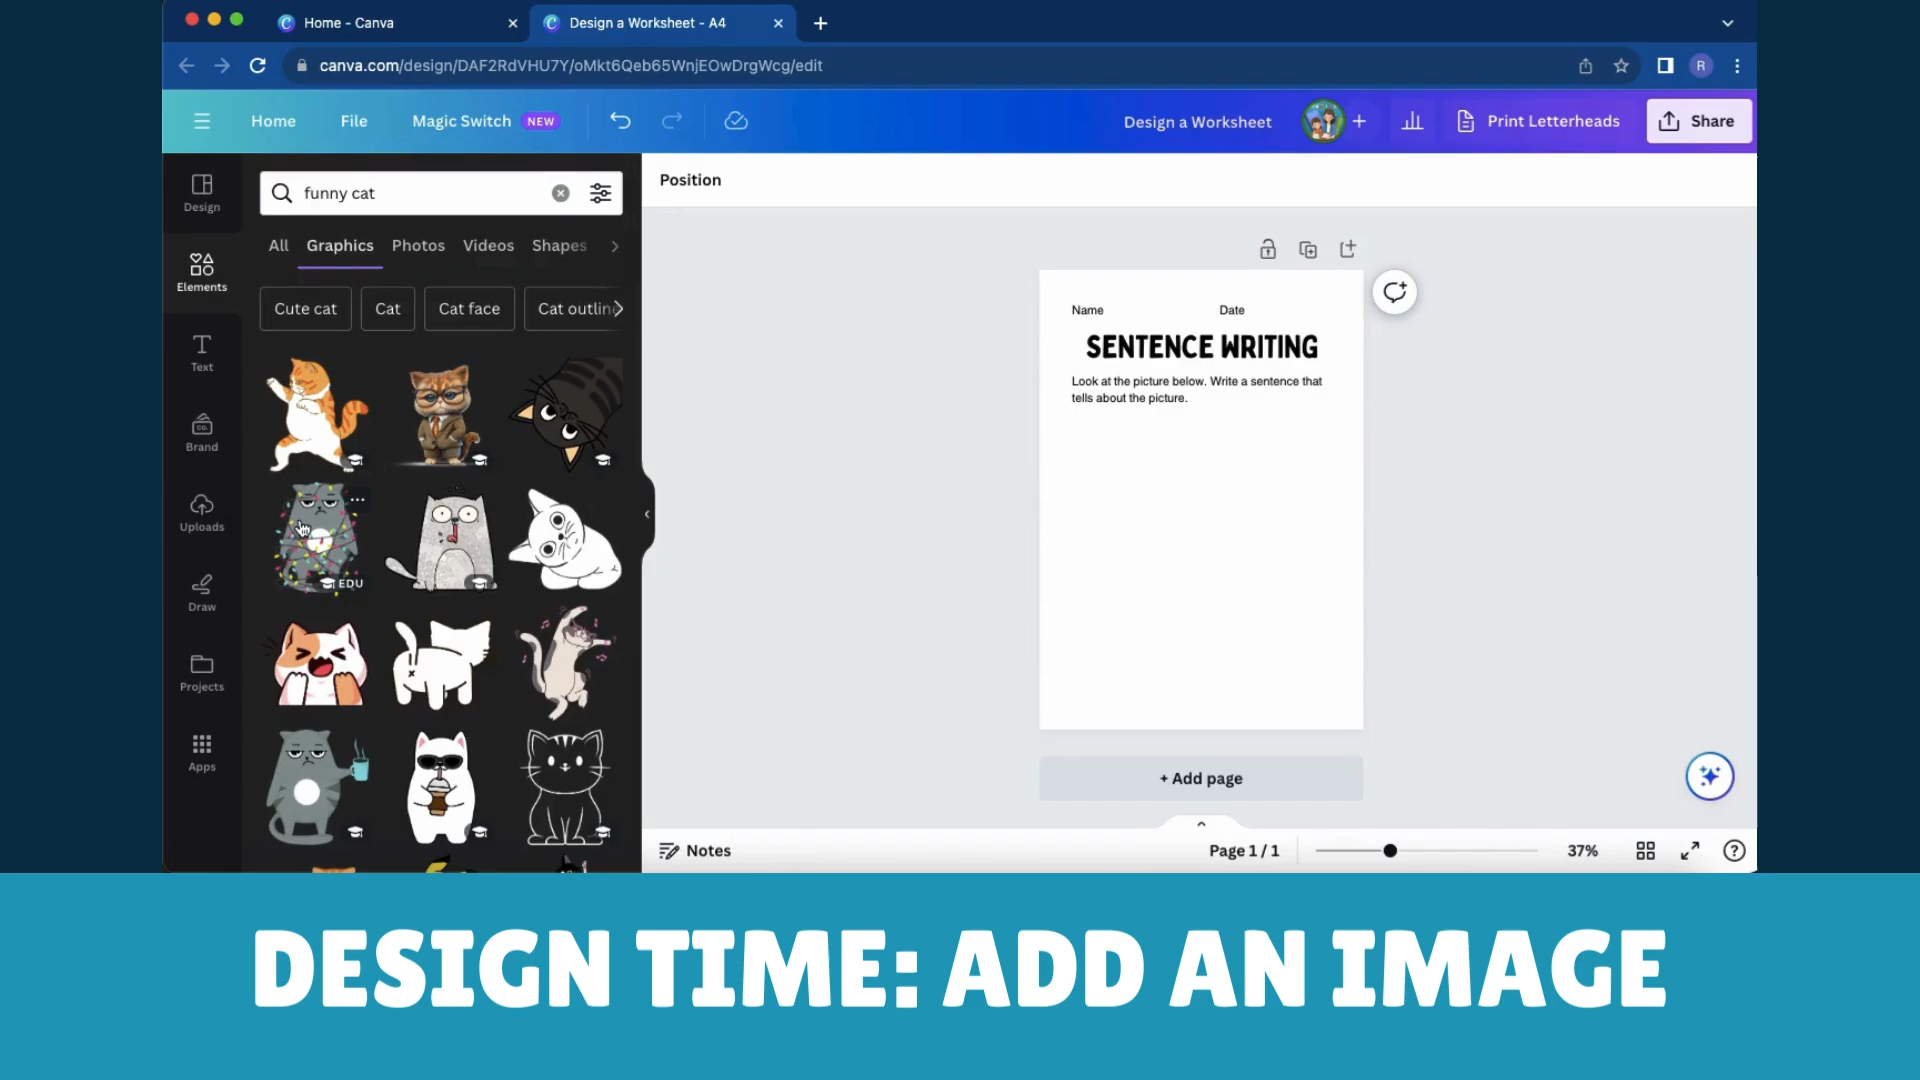 Home - Canva
Design a Worksheet - A4
canva.com/design/DAF2RdVHU7Y/oMkt6Qeb65WnjEOwDrgWcg/edit
R
Home
File
Magic Switch
NEW
Design a Worksheet
Print Letterheads
Share
Design
Elements
Text
Brand
CO.
Uploads
Draw
Projects
Apps
funny cat
All
Graphics
Photos
Videos
Shapes
Cute cat
Cat
Cat face
Cat outlin
EDU
Position
Name
Date
SENTENCE WRITING
Look at the picture below. Write a sentence that
tells about the picture.
+ Add page
Notes
Page 1 / 1
37%
DESIGN TIME: ADD AN IMAGE